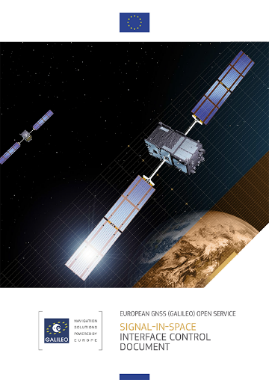 EUROPEAN GNSS (GALILEO) OPEN SERVICE
SIGNAL-IN-SPACE
INTERFACE CONTROL
DOCUMENT
GALILEO
NAVIGATION
SOLUTIONS
POWERED BY
EUROPE